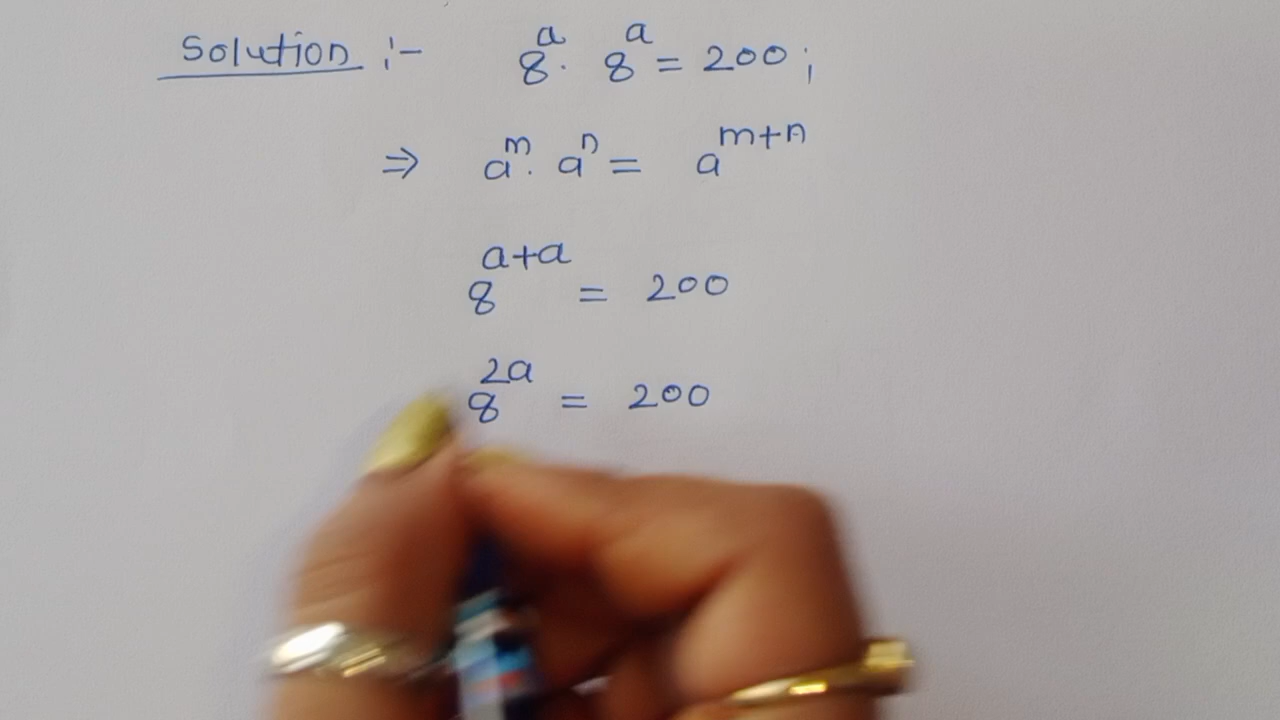 Solution :- 8^a . 8^a = 200 ;
⇒ a^m . a^n = a^{m+n}
8^{a+a} = 200
8^{2a} = 200